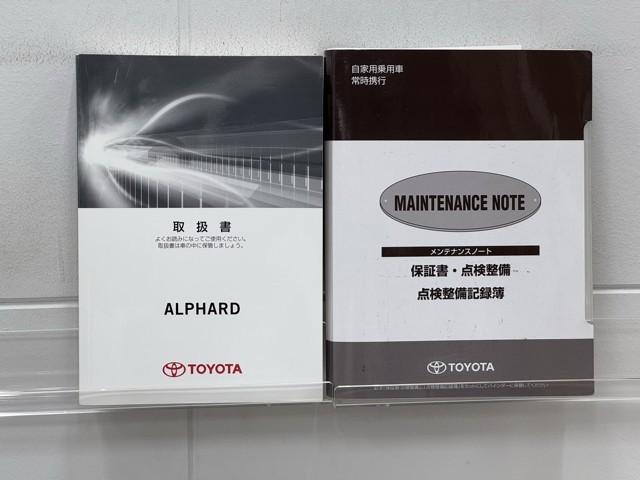 取扱書
よくお読みになってご使用ください。
取扱書は車の中に保管しましょう。
ALPHARD
TOYOTA
自家用乗用車
常時携行
MAINTENANCE NOTE
メンテナンスノート
保証書・点検整備
点検整備記録簿
TOYOTA